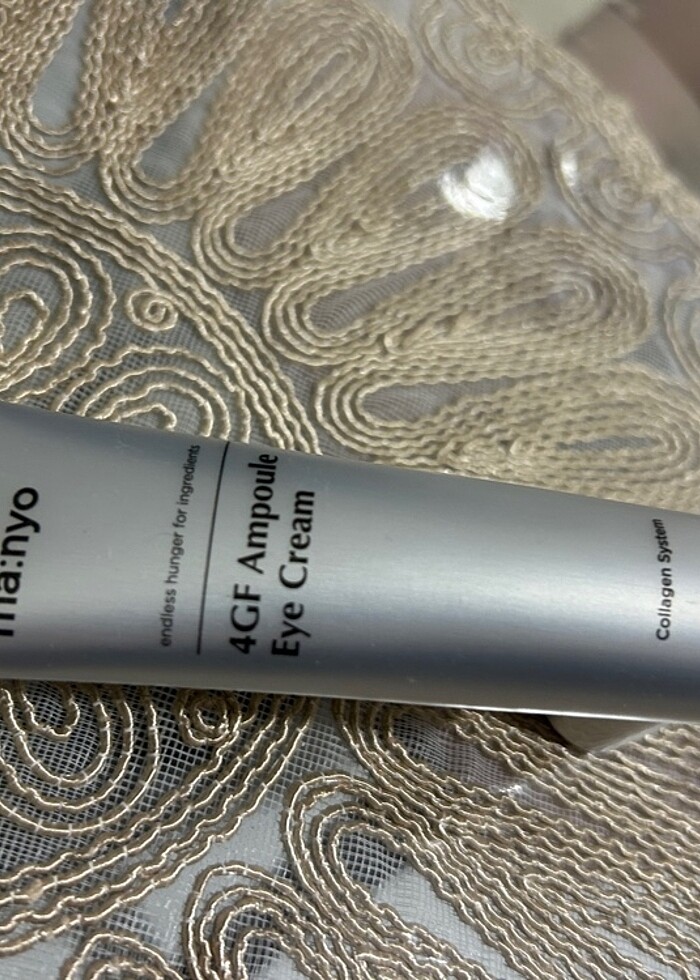 ma:nyo
endless hunger for ingredients
4GF Ampoule
Eye Cream
Collagen System